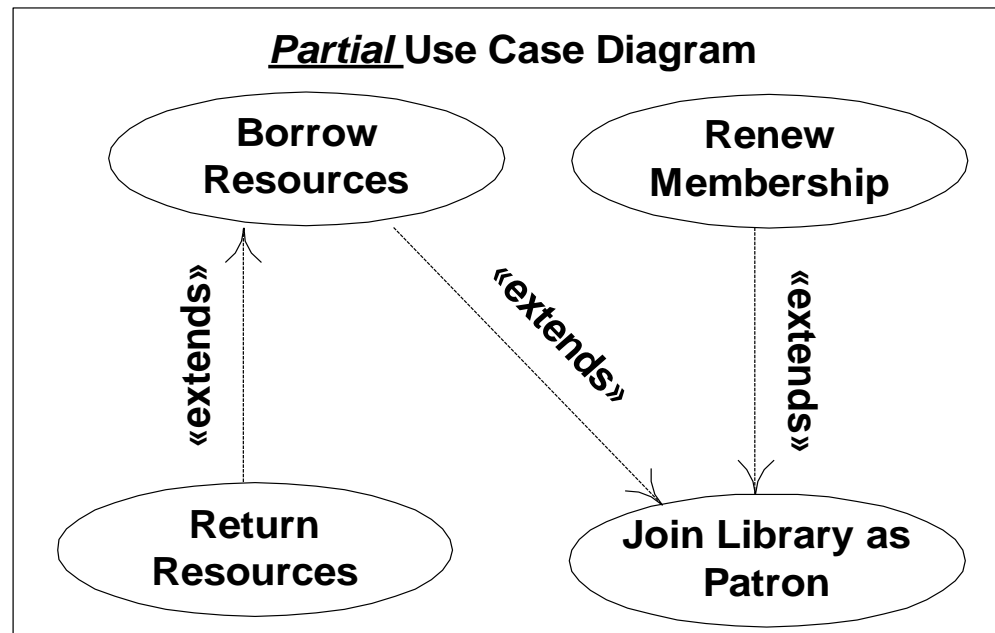 Partial Use Case Diagram
Borrow
Resources
Renew
Membership
«extends»
«extends»
«extends»
Return
Resources
Join Library as
Patron